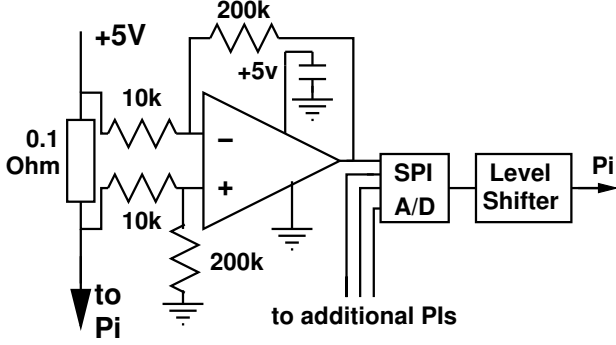 200k
+5V
+5v
10k
0.1
Ohm
−
+
10k
200k
SPI
A/D
Level
Shifter
Pi
to
Pi
to additional PIs